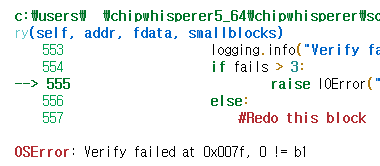 c:₩users₩ ₩chipwhisperer5_64₩chipwhisperer₩so
ry(self, addr, fdata, smallblocks)
553 logging.info("Verify fa
554 if fails > 3:
--> 555 raise IOError("
556 else:
557 #Redo this block
OSError: Verify failed at 0x007f, 0 != b1